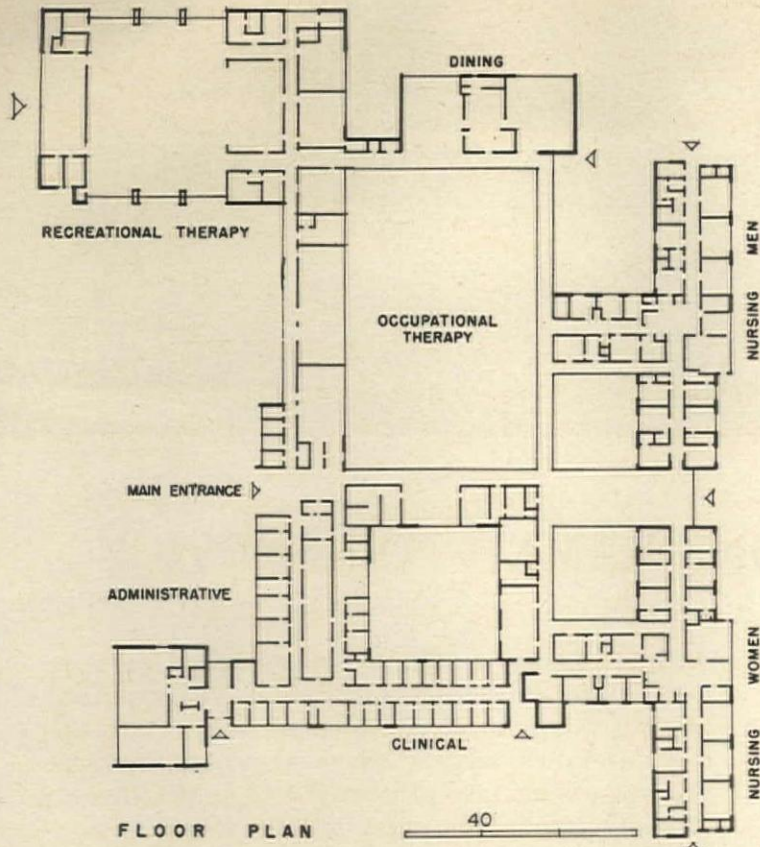 DINING
RECREATIONAL THERAPY
NURSING MEN
OCCUPATIONAL
THERAPY
MAIN ENTRANCE
ADMINISTRATIVE
NURSING WOMEN
CLINICAL
FLOOR PLAN
40